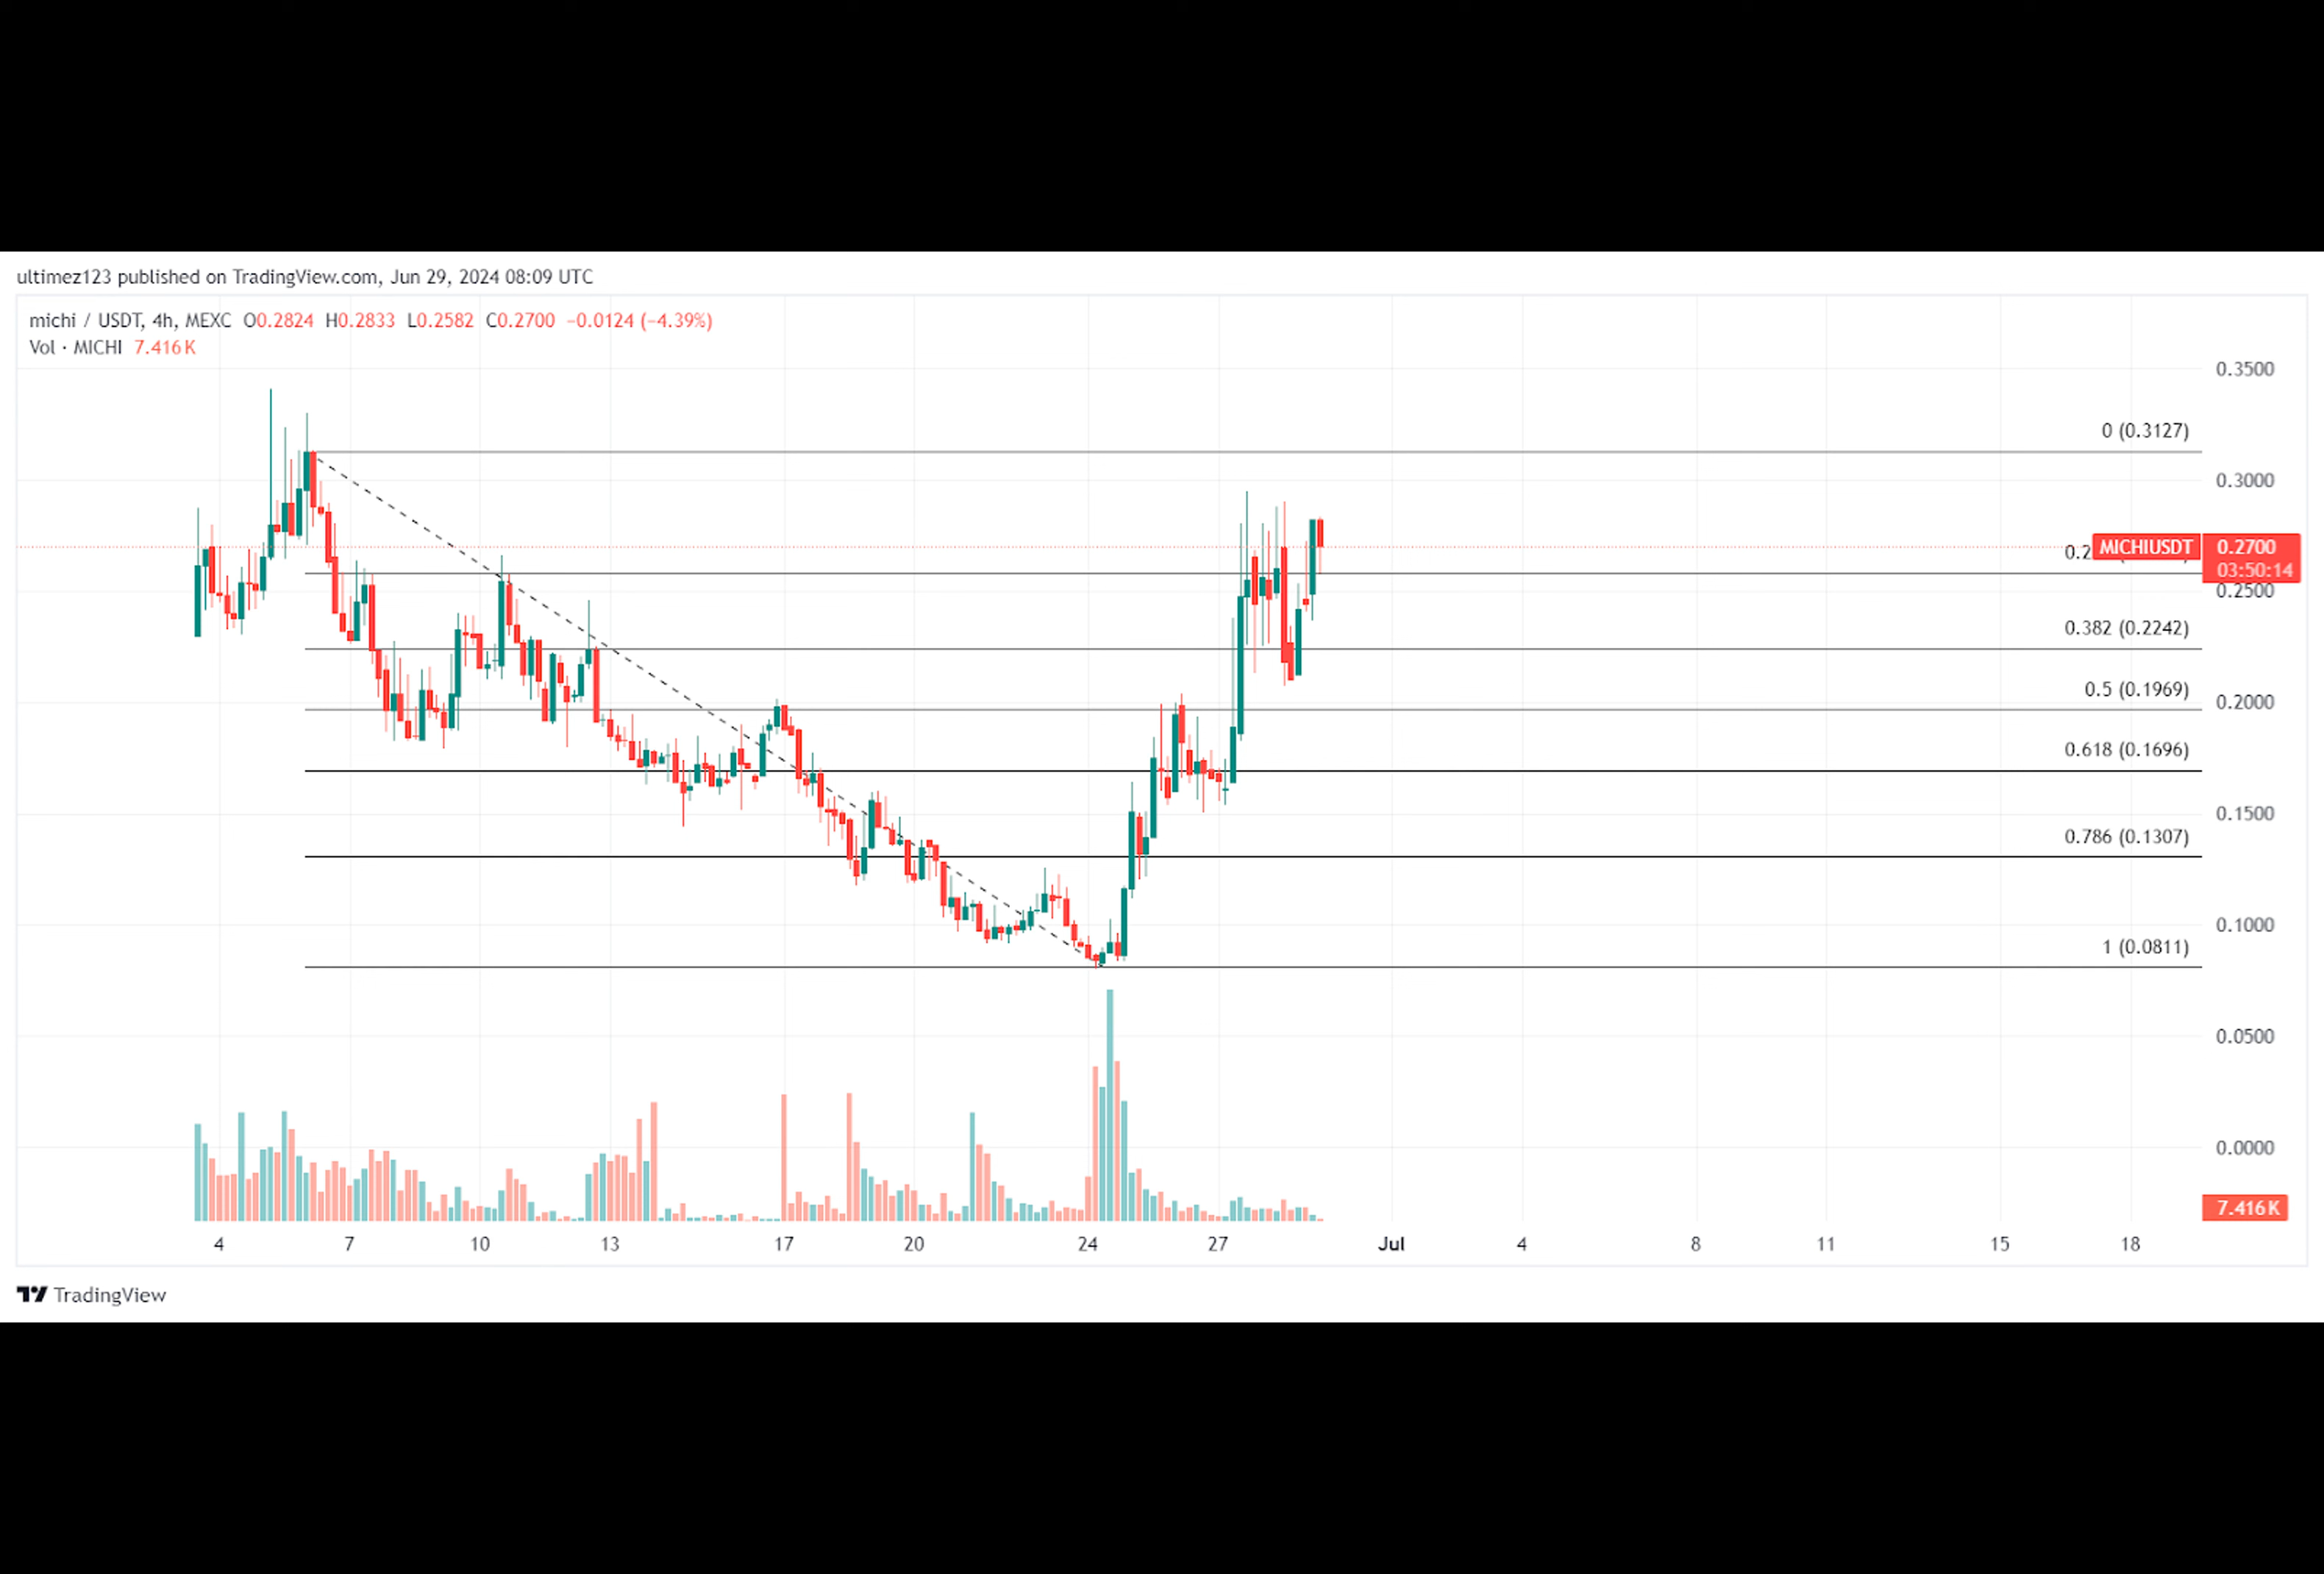 ultimez123 published on TradingView.com, Jun 29, 2024 08:09 UTC
michi / USDT, 4h, MEXC O0.2824 H0.2833 L0.2582 C0.2700 −0.0124 (−4.39%)
Vol · MICHI 7.416K
0.3500
0 (0.3127)
0.3000
0.2
MICHIUSDT
0.2700
03:50:14
0.2500
0.382 (0.2242)
0.5 (0.1969)
0.2000
0.618 (0.1696)
0.1500
0.786 (0.1307)
0.1000
1 (0.0811)
0.0500
0.0000
7.416K
4 7 10 13 17 20 24 27 Jul 4 8 11 15 18
TradingView